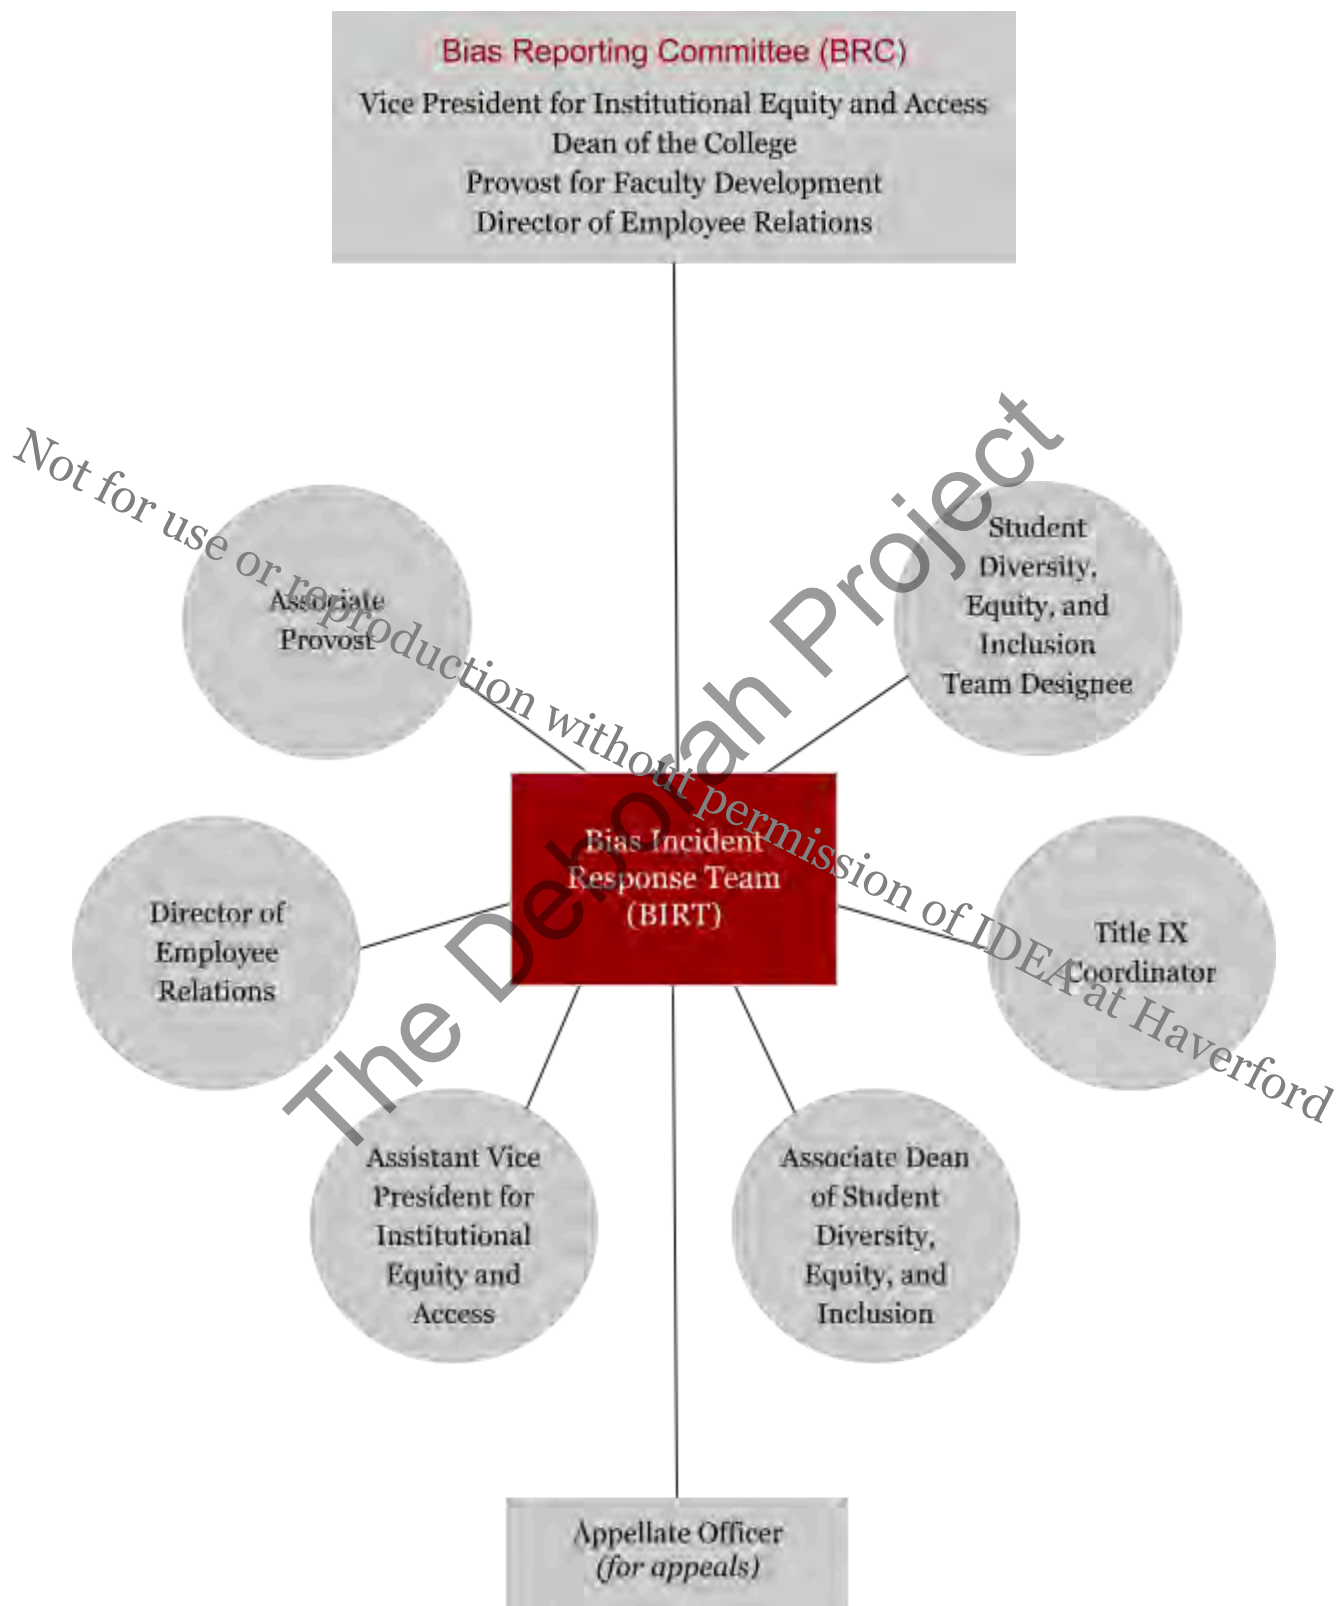 Bias Reporting Committee (BRC)
Vice President for Institutional Equity and Access
Dean of the College
Provost for Faculty Development
Director of Employee Relations
Associate
Provost
Student
Diversity,
Equity, and
Inclusion
Team Designee
Bias Incident
Response Team
(BIRT)
Director of
Employee
Relations
Title IX
Coordinator
Assistant Vice
President for
Institutional
Equity and
Access
Associate Dean
of Student
Diversity,
Equity, and
Inclusion
Appellate Officer
(for appeals)
Not for use or reproduction without permission of IDEA at Haverford
The Deborah Project